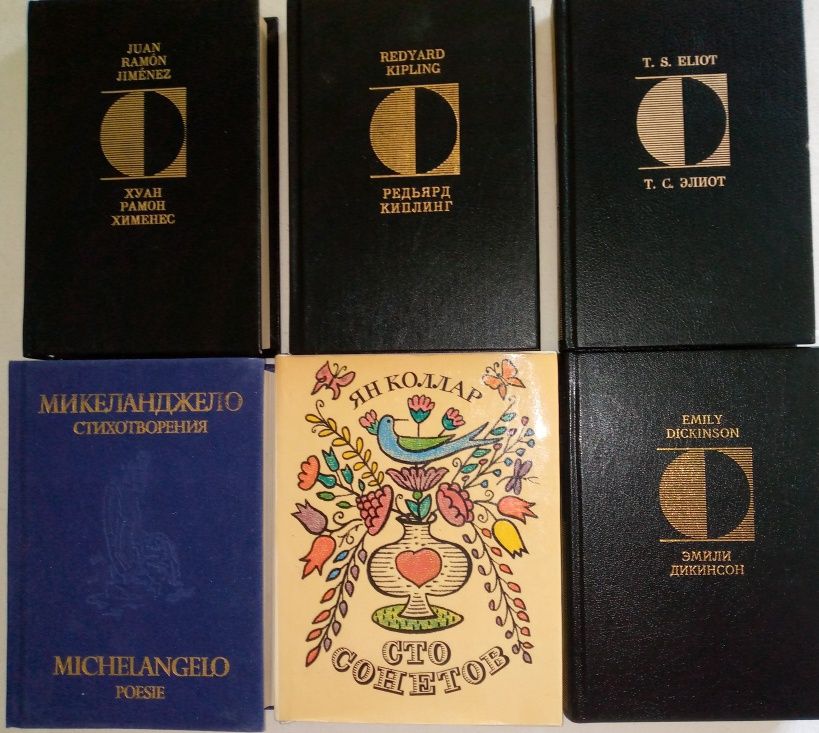 JUAN
RAMÓN
JIMÉNEZ
ХУАН
РАМОН
ХИМЕНЕС
REDYARD
KIPLING
РЕДЬЯРД
КИПЛИНГ
T. S. ELIOT
Т. С. ЭЛИОТ
МИКЕЛАНДЖЕЛО
СТИХОТВОРЕНИЯ
MICHELANGELO
POESIE
ЯН КОЛЛАР
СТО
СОНЕТОВ
EMILY
DICKINSON
ЭМИЛИ
ДИКИНСОН